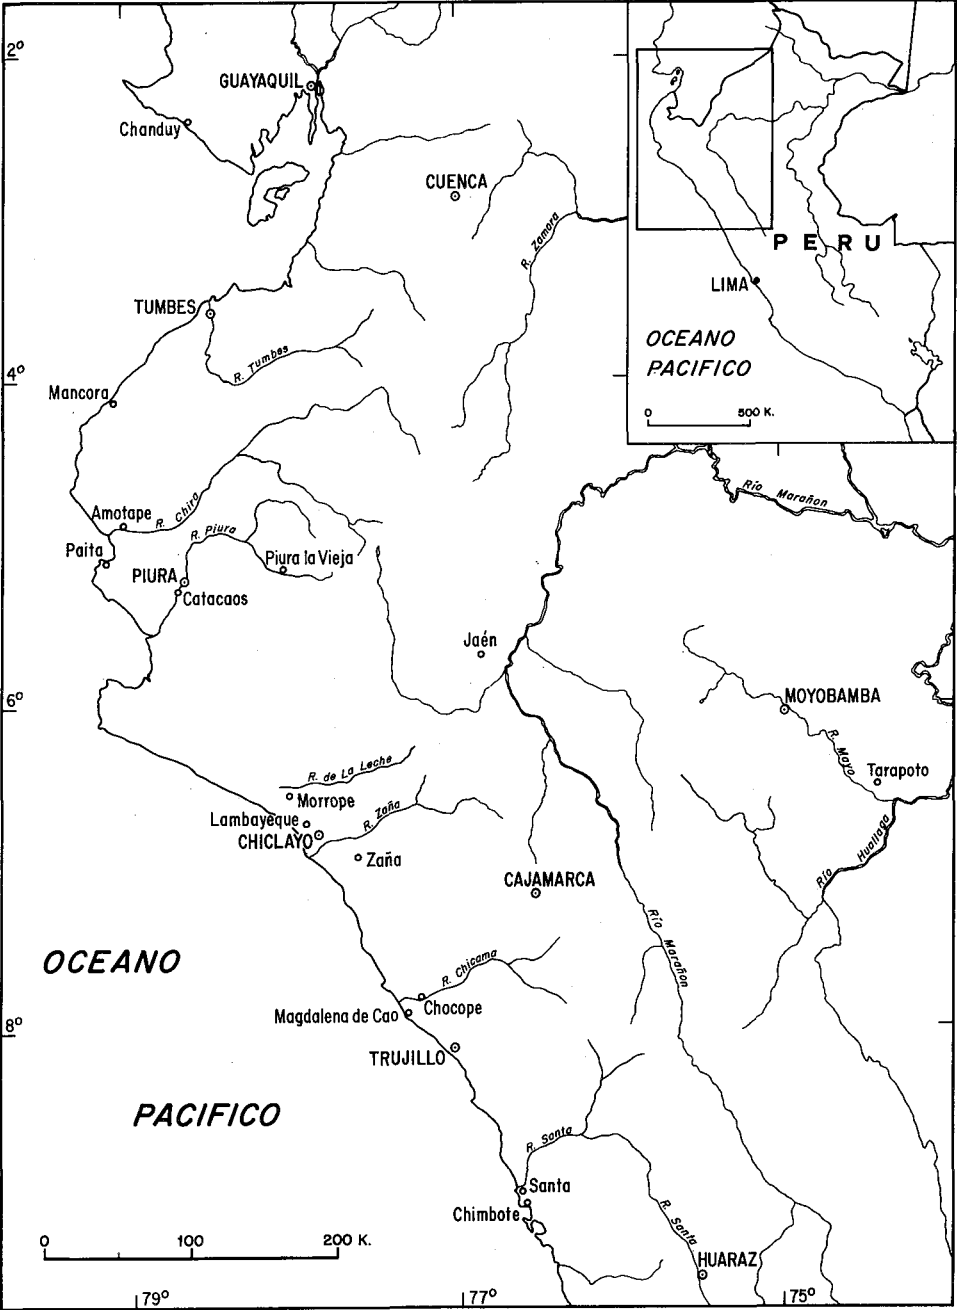 2°
GUAYAQUIL
Chanduy
CUENCA
R. Zamora
P E R U
LIMA
TUMBES
OCEANO
PACIFICO
R. Tumbes
0 500 K.
4°
Mancora
Río Marañon
Amotape
R. Chira
R. Piura
Paita
Piura la Vieja
PIURA
Catacaos
Jaén
6°
MOYOBAMBA
R. Mayo
R. de La Leche
Tarapoto
Morrope
R. Zaña
Lambayeque
CHICLAYO
Zaña
Río Huallaga
CAJAMARCA
Río Marañon
OCEANO
R. Chicama
Chocope
Magdalena de Cao
8°
TRUJILLO
PACIFICO
R. Santa
Santa
Chimbote
R. Santa
0 100 200 K.
HUARAZ
79° 77° 75°